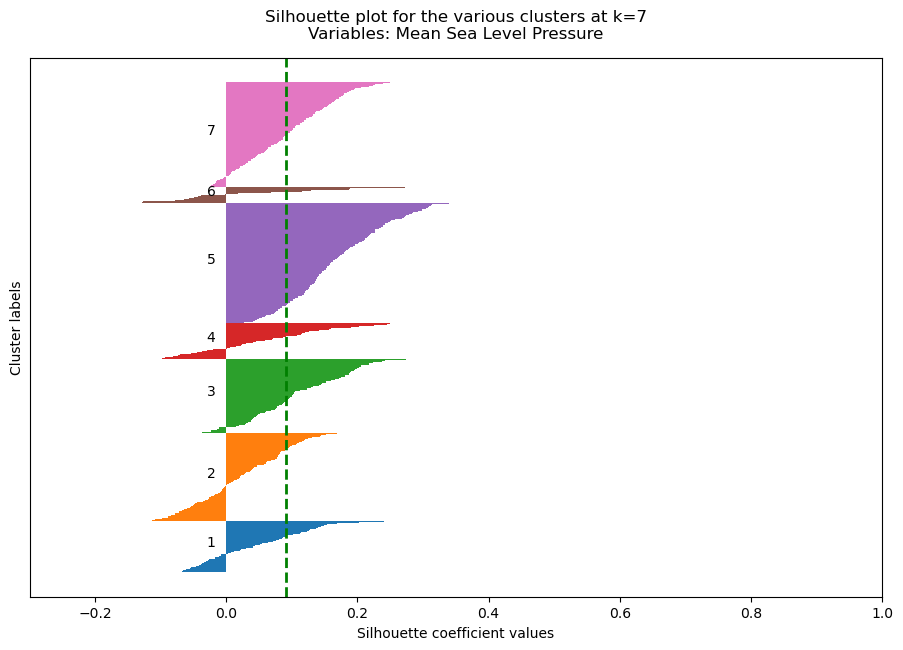 Silhouette plot for the various clusters at k=7
Variables: Mean Sea Level Pressure
7
6
5
4
3
2
1
Cluster labels
−0.2 0.0 0.2 0.4 0.6 0.8 1.0
Silhouette coefficient values